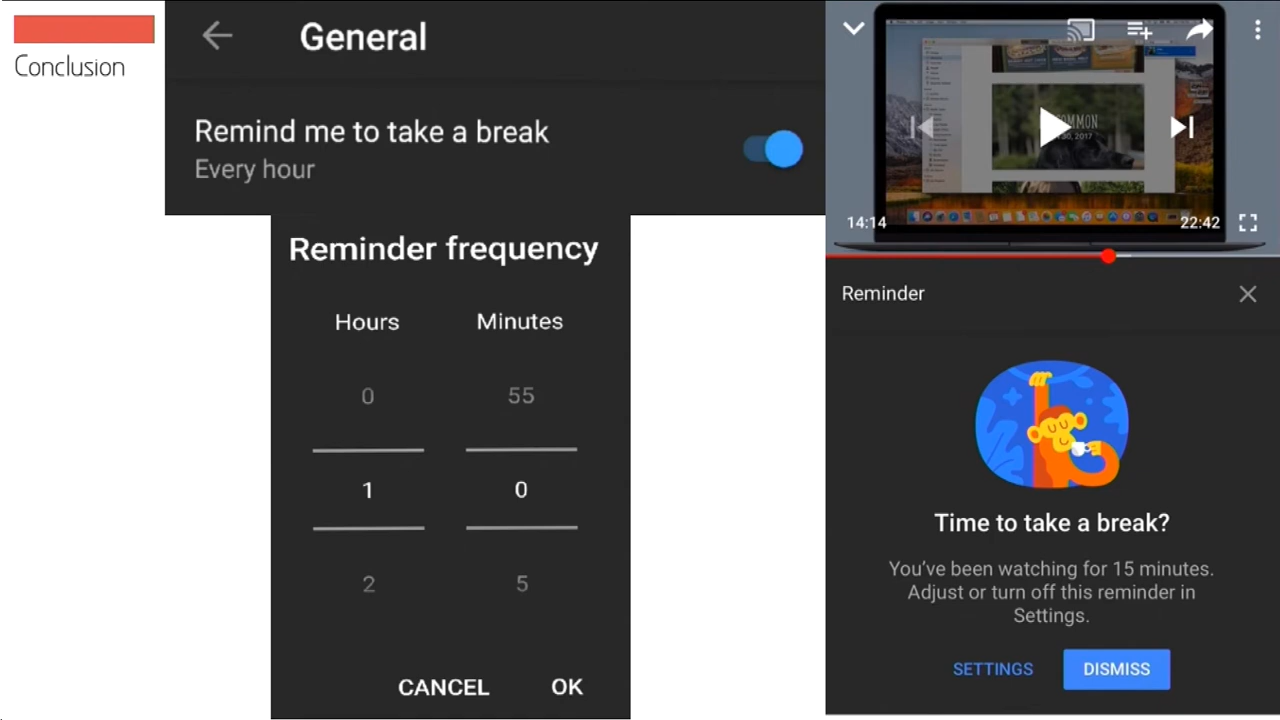 Conclusion
General
Remind me to take a break
Every hour
Reminder frequency
Hours Minutes
0 55
1 0
2 5
CANCEL OK
14:14 22:42
Reminder
Time to take a break?
You've been watching for 15 minutes.
Adjust or turn off this reminder in
Settings.
SETTINGS DISMISS